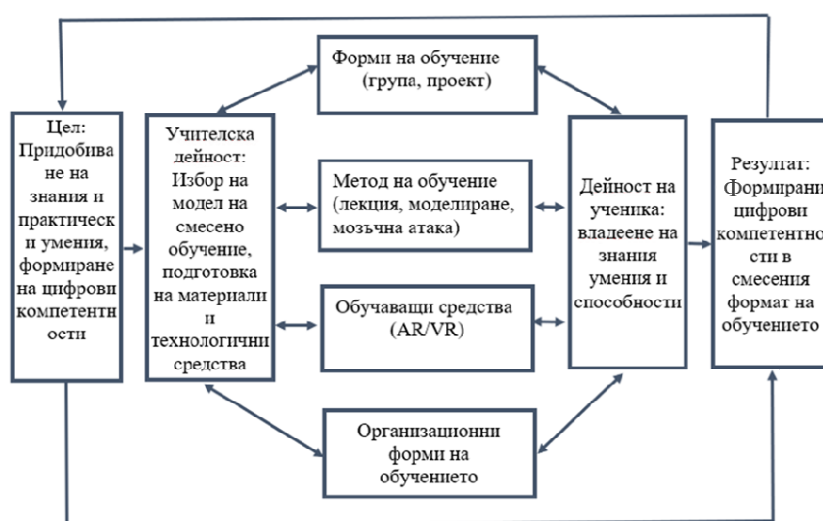 Цел:
Придобива
не на
знания и
практическ
и умения,
формиране
на цифрови
компетентн
ости
Учителска
дейност:
Избор на
модел на
смесено
обучение,
подготовка
на материали
и
технологични
средства
Форми на обучение
(група, проект)
Метод на обучение
(лекция, моделиране,
мозъчна атака)
Обучаващи средства
(AR/VR)
Организационни
форми на
обучението
Дейност на
ученика:
владеене на
знания
умения и
способности
Резултат:
Формирани
цифрови
компетентно
сти в
смесения
формат на
обучението